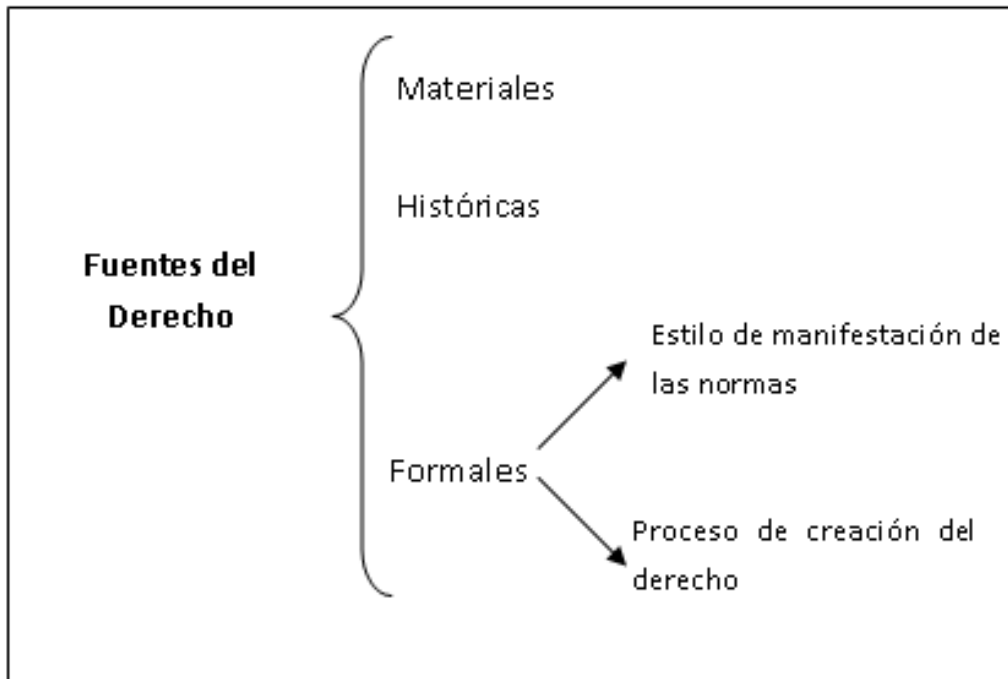 Fuentes del
Derecho
Materiales
Históricas
Formales
Estilo de manifestación de
las normas
Proceso de creación del
derecho